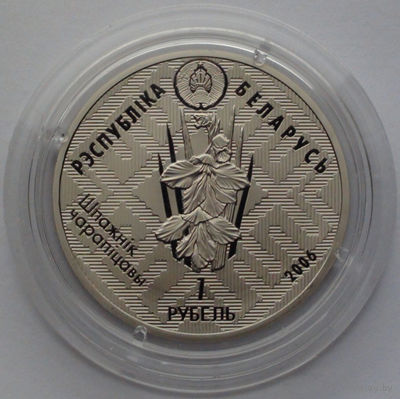 РЭСПУБЛІКА БЕЛАРУСЬ
Шпажнік
чарапіцавы
2006
1
РУБЕЛЬ